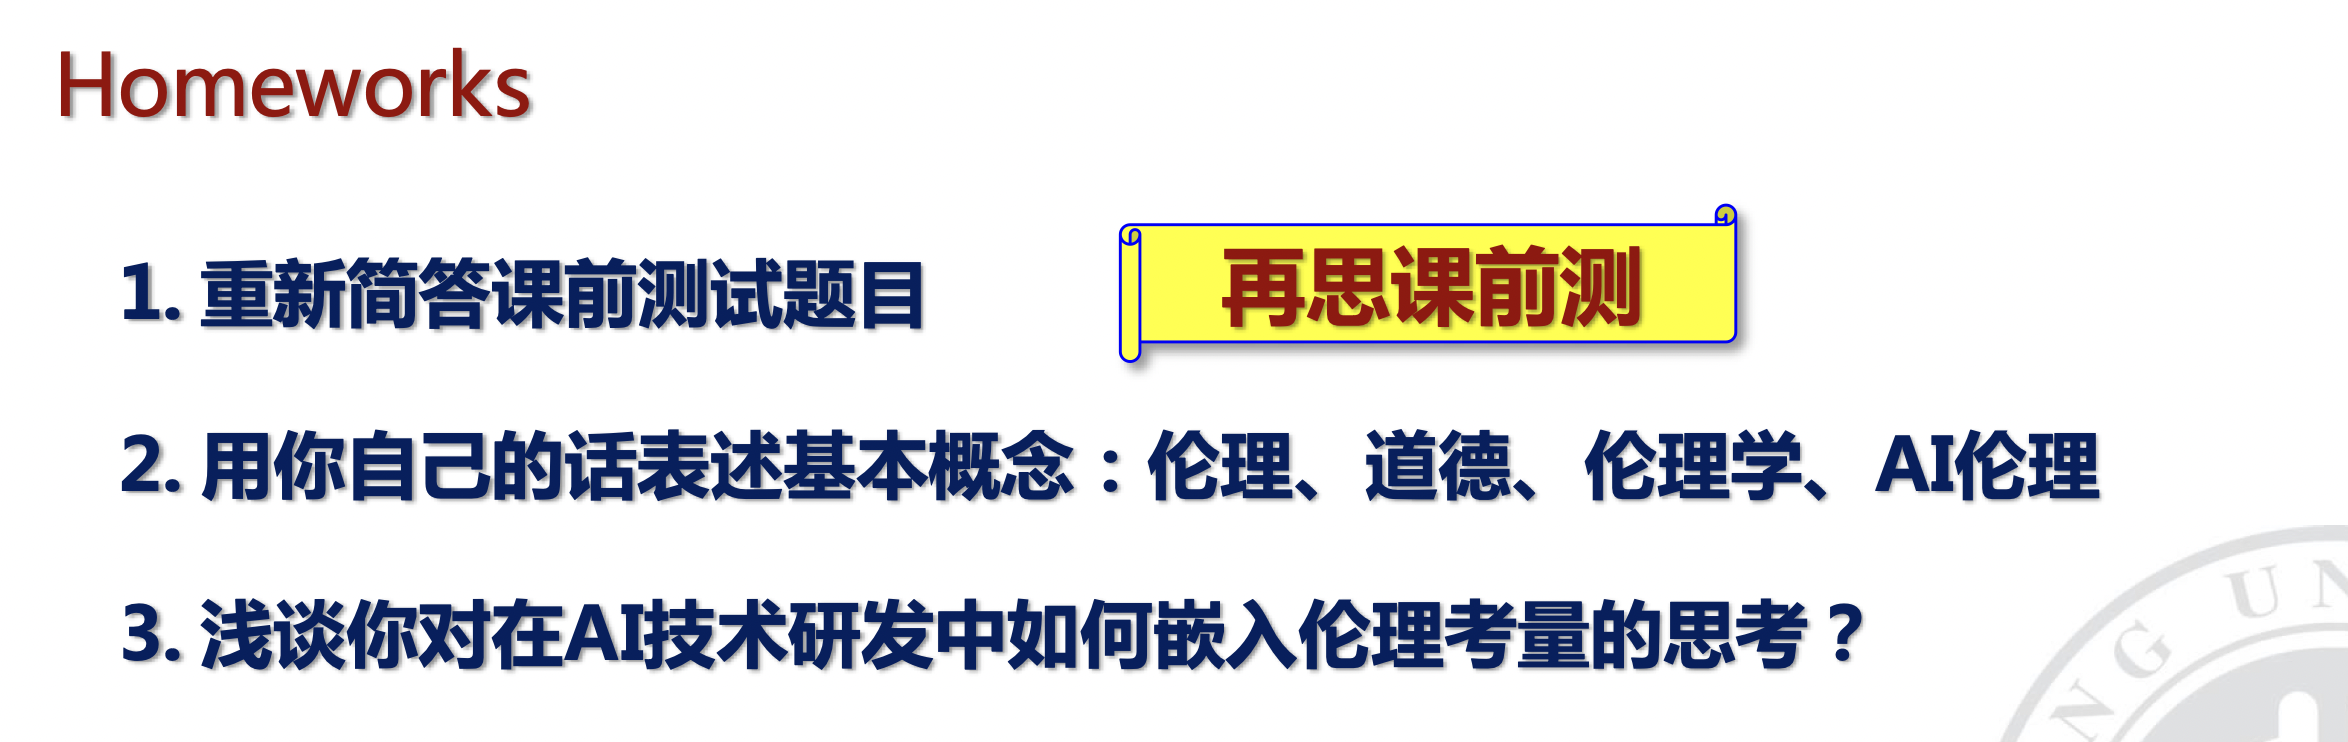 Homeworks
1. 重新简答课前测试题目
再思课前测
2. 用你自己的话表述基本概念：伦理、道德、伦理学、AI伦理
3. 浅谈你对在AI技术研发中如何嵌入伦理考量的思考？